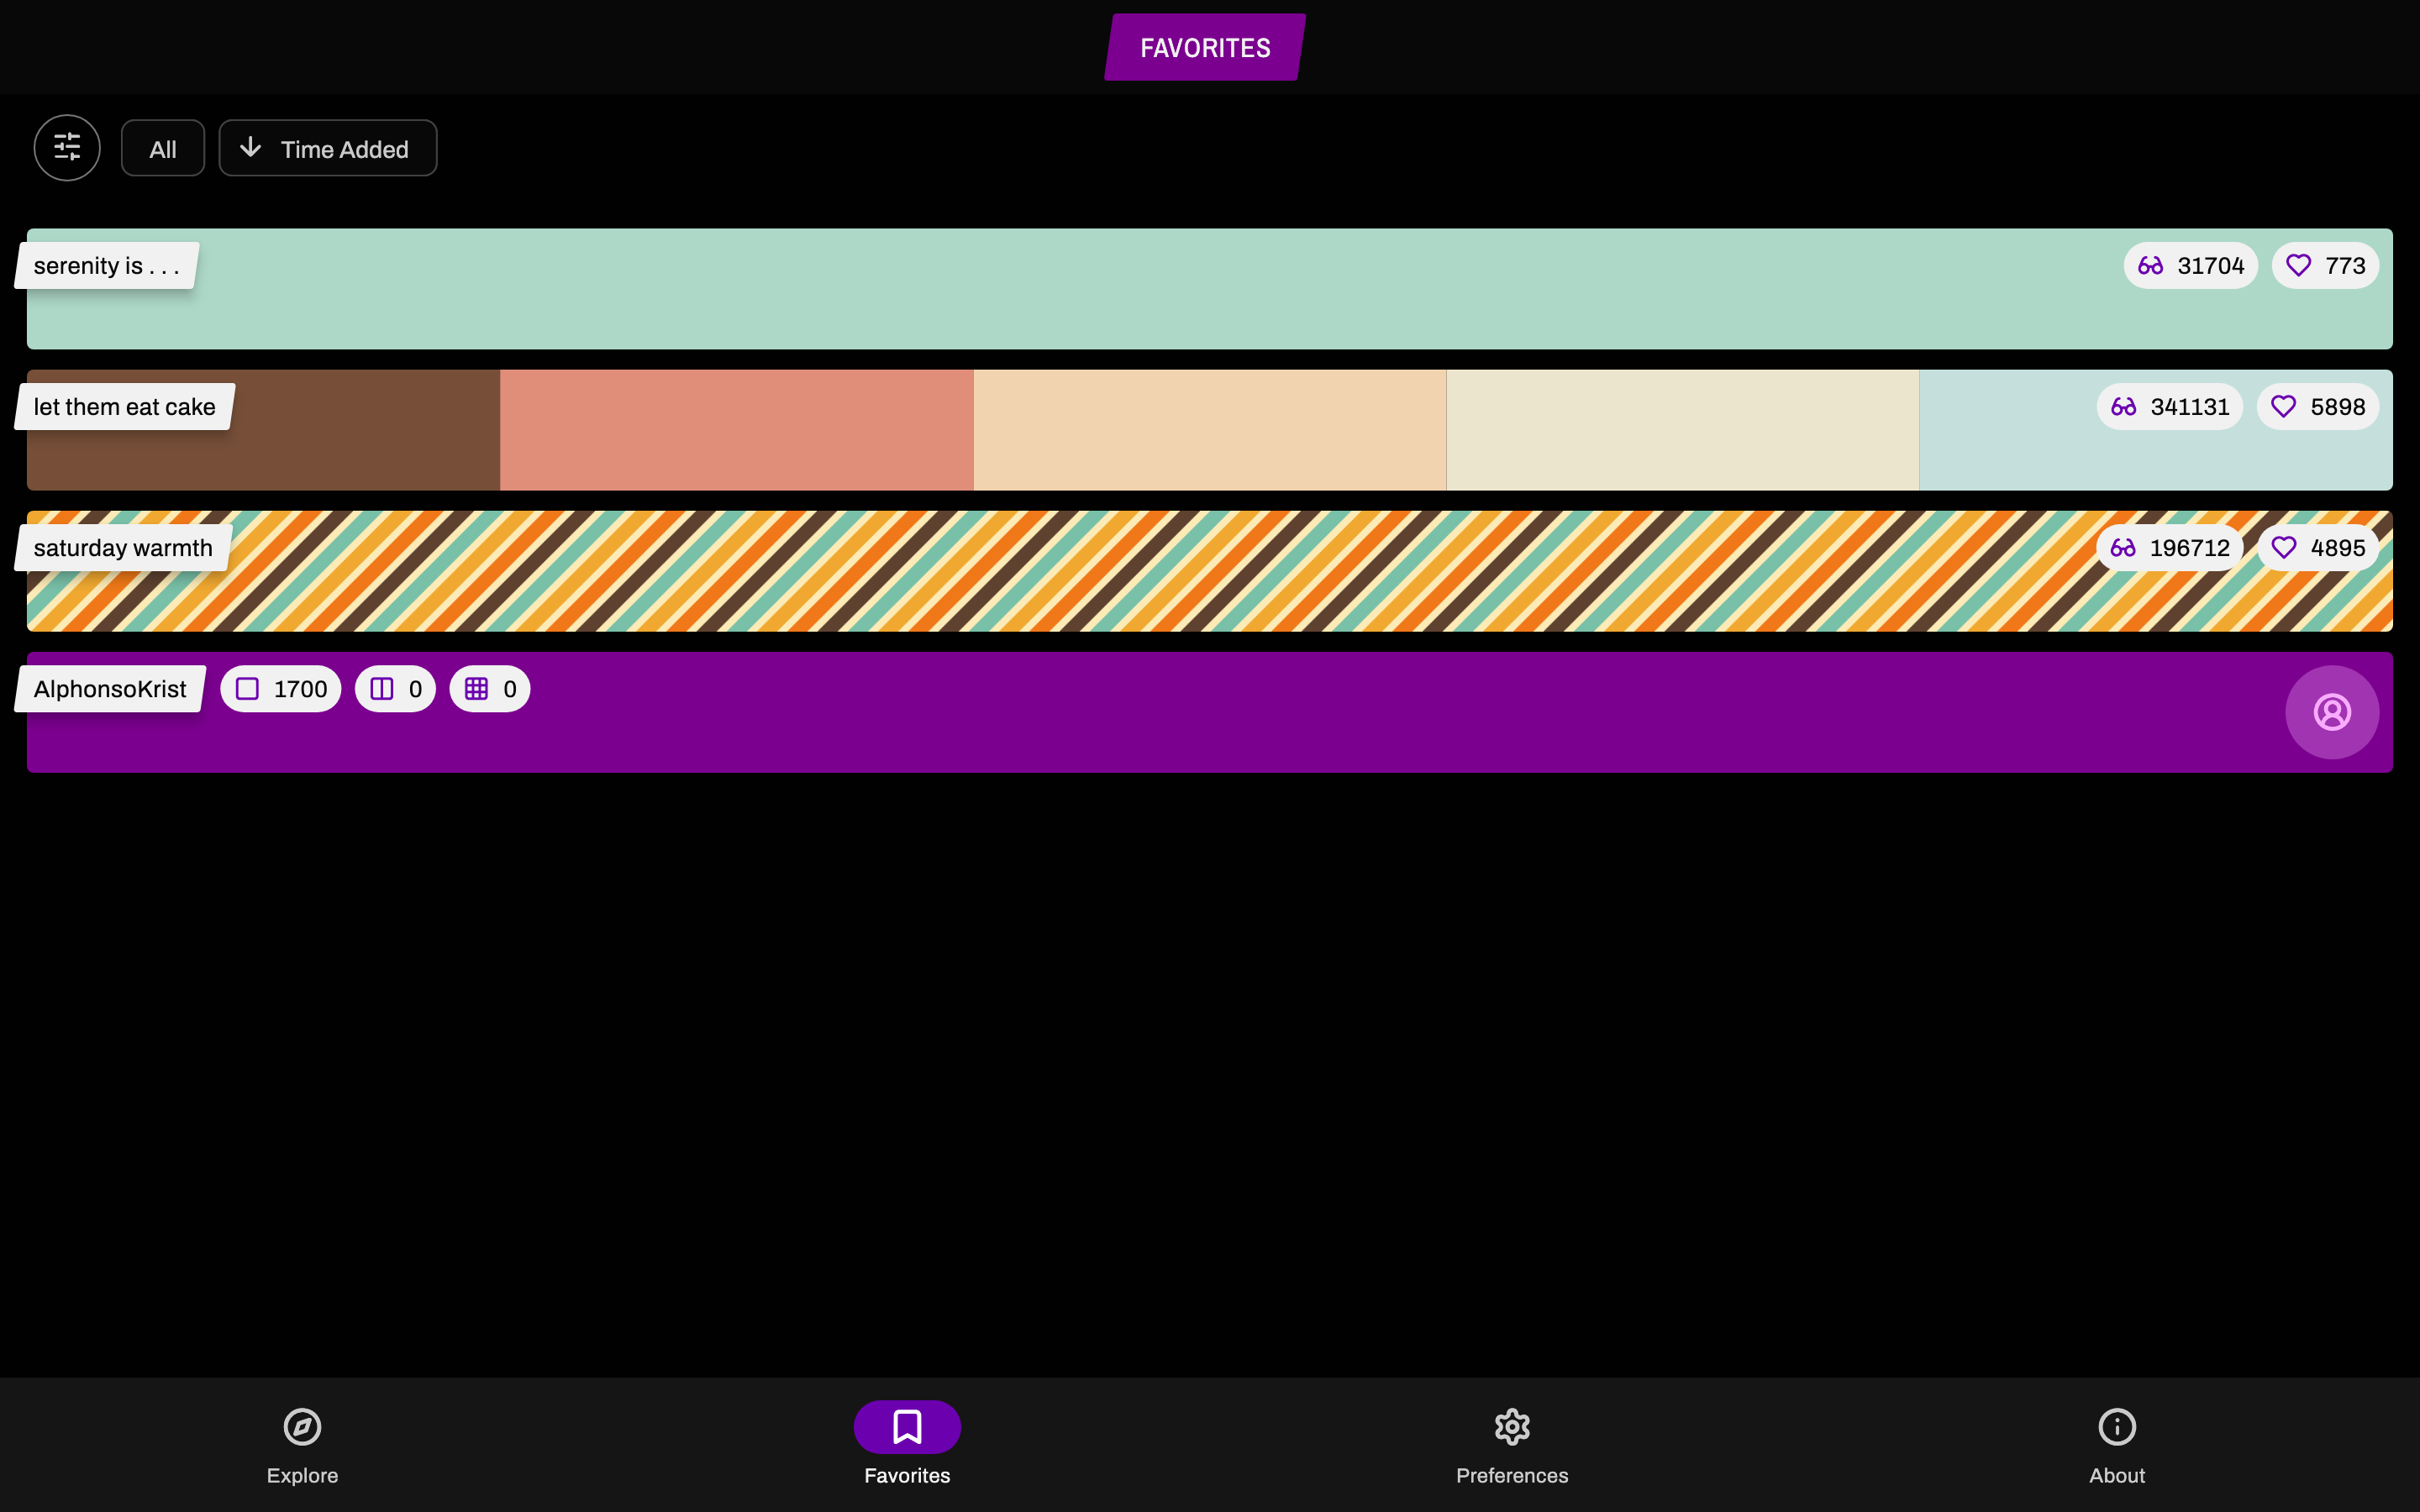 FAVORITES
All
Time Added
serenity is . . .
31704
773
let them eat cake
341131
5898
saturday warmth
196712
4895
AlphonsoKrist
1700
0
0
Explore
Favorites
Preferences
About